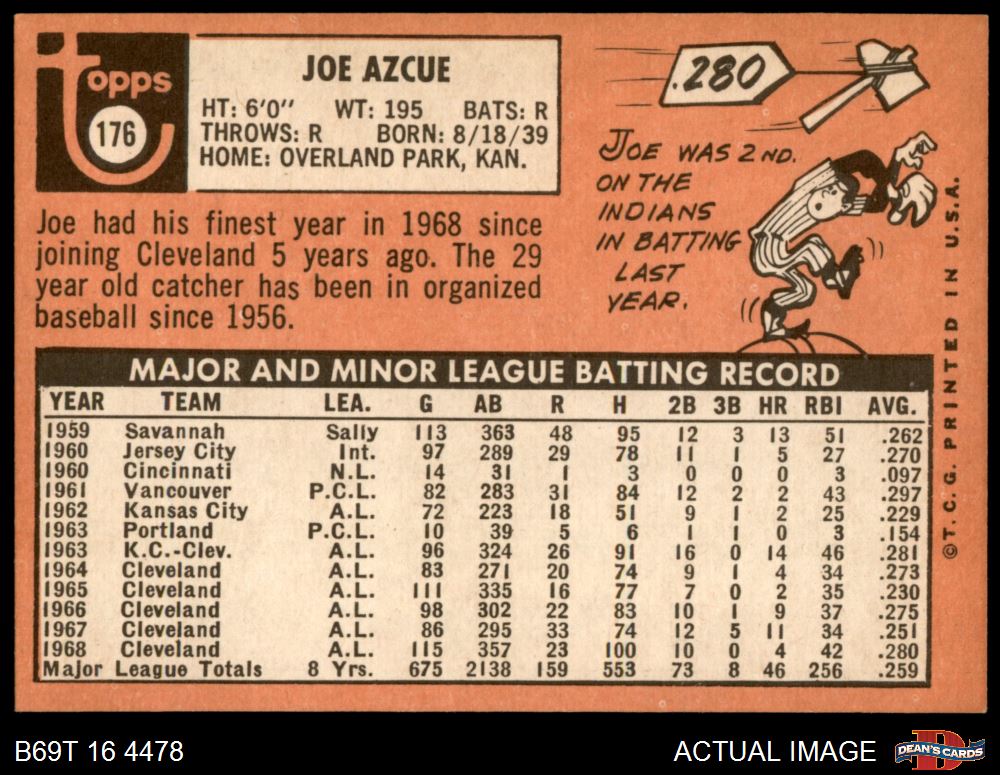 topps
176
JOE AZCUE
HT: 6'0" WT: 195 BATS: R
THROWS: R BORN: 8/18/39
HOME: OVERLAND PARK, KAN.
.280
JOE WAS 2ND.
ON THE
INDIANS
IN BATTING
LAST
YEAR.
Joe had his finest year in 1968 since
joining Cleveland 5 years ago. The 29
year old catcher has been in organized
baseball since 1956.
MAJOR AND MINOR LEAGUE BATTING RECORD
YEAR TEAM LEA. G AB R H 2B 3B HR RBI AVG.
1959 Savannah Sally 113 363 48 95 12 3 13 51 .262
1960 Jersey City Int. 97 289 29 78 11 1 5 27 .270
1960 Cincinnati N.L. 14 31 1 3 0 0 0 3 .097
1961 Vancouver P.C.L. 82 283 31 84 12 2 2 43 .297
1962 Kansas City A.L. 72 223 18 51 9 1 2 25 .229
1963 Portland P.C.L. 10 39 5 6 1 1 0 3 .154
1963 K.C.-Clev. A.L. 96 324 26 91 16 0 14 46 .281
1964 Cleveland A.L. 83 271 20 74 9 1 4 34 .273
1965 Cleveland A.L. 111 335 16 77 7 0 2 35 .230
1966 Cleveland A.L. 98 302 22 83 10 1 9 37 .275
1967 Cleveland A.L. 86 295 33 74 12 5 11 34 .251
1968 Cleveland A.L. 115 357 23 100 10 0 4 42 .280
Major League Totals 8 Yrs. 675 2138 159 553 73 8 46 256 .259
©T.C.G. PRINTED IN U.S.A.
B69T 16 4478
ACTUAL IMAGE
D
DEAN'S CARDS